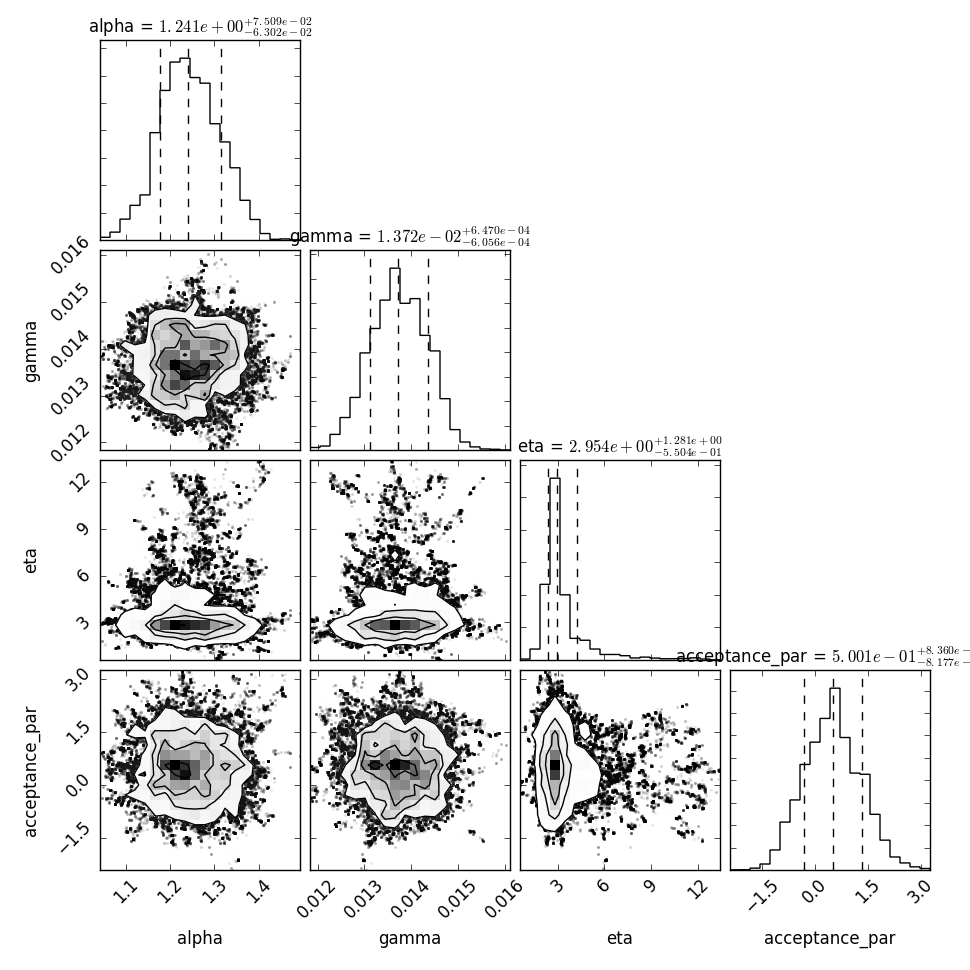 alpha = 1.241e+00 +7.509e−02 −6.302e−02
gamma = 1.372e−02 +6.470e−04 −6.056e−04
0.016
0.015
0.014
0.013
0.012
gamma
eta = 2.954e+00 +1.281e+00 −5.504e−01
12
9
6
3
eta
acceptance_par = 5.001e−01 +8.360e− −8.177e−
3.0
1.5
0.0
−1.5
acceptance_par
1.1 1.2 1.3 1.4 0.012 0.013 0.014 0.015 0.016 3 6 9 12 −1.5 0.0 1.5 3.0
alpha gamma eta acceptance_par